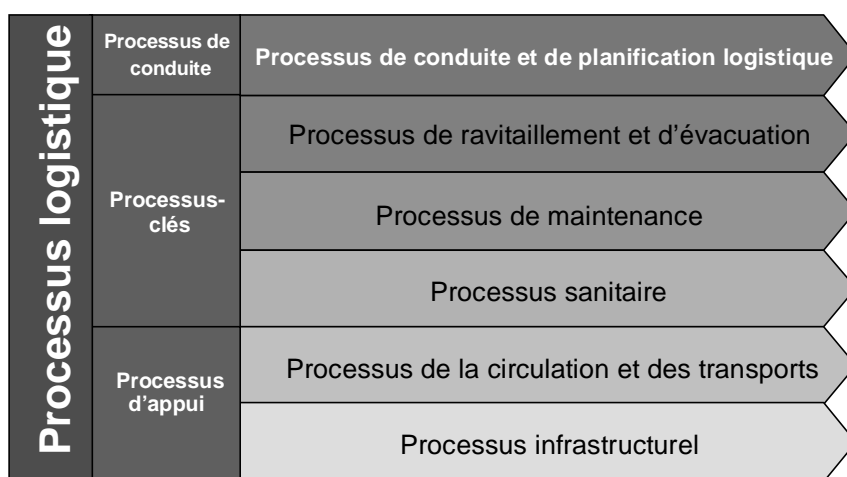 Processus logistique
Processus de
conduite
Processus de conduite et de planification logistique
Processus-
clés
Processus de ravitaillement et d’évacuation
Processus de maintenance
Processus sanitaire
Processus
d’appui
Processus de la circulation et des transports
Processus infrastructurel